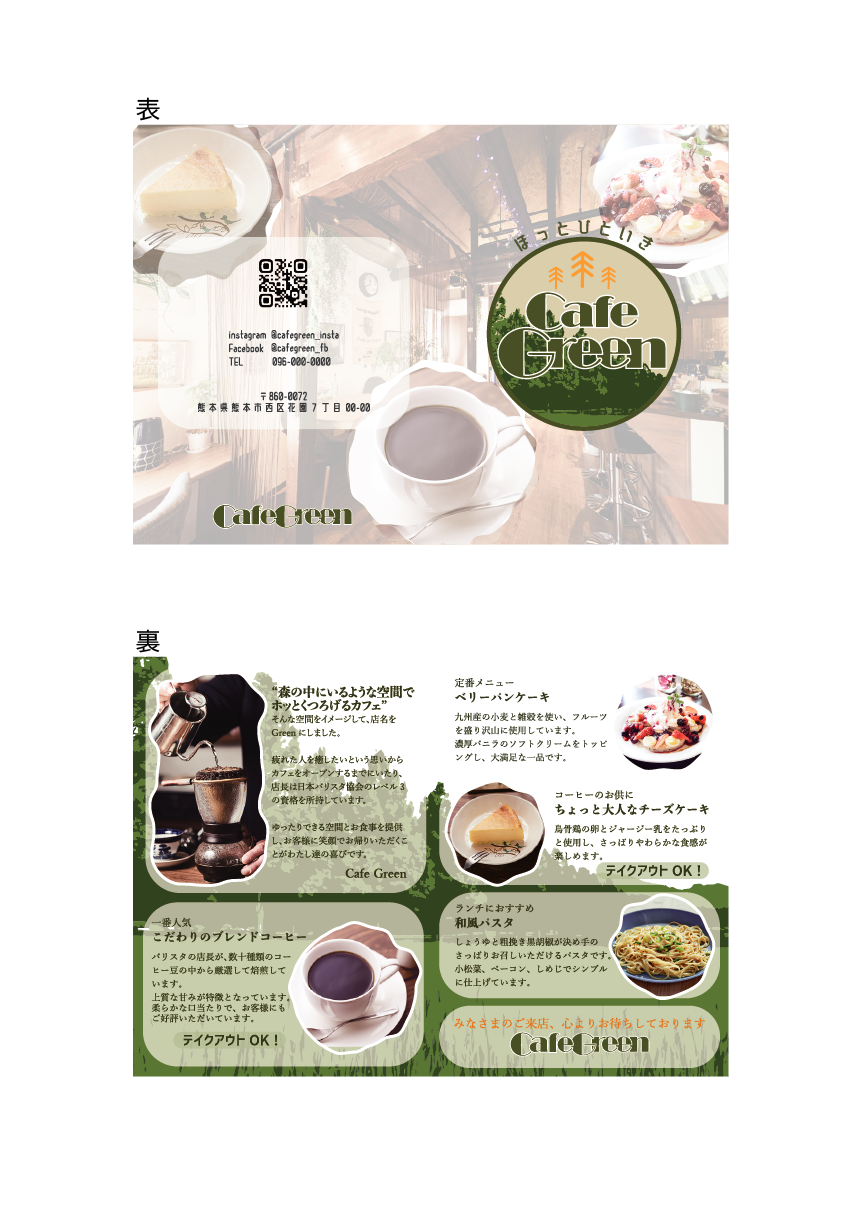 表
ほっとひといき
Cafe
Green
instagram @cafegreen_insta
Facebook @cafegreen_fb
TEL 096-000-0000
〒860-0072
熊本県熊本市西区花園7丁目00-00
CafeGreen
裏
“森の中にいるような空間で
ホッとくつろげるカフェ”
そんな空間をイメージして、店名を
Greenにしました。
疲れた人を癒したいという思いから
カフェをオープンするまでにいたり、
店長は日本バリスタ協会のレベル3
の資格を所持しています。
ゆったりできる空間とお食事を提供
し、お客様に笑顔でお帰りいただくこ
とがわたし達の喜びです。
Cafe Green
一番人気
こだわりのブレンドコーヒー
バリスタの店長が、数十種類のコー
ヒー豆の中から厳選して焙煎して
います。
上質な甘みが特徴となっています。
柔らかな口当たりで、お客様にも
ご好評いただいています。
テイクアウト OK！
定番メニュー
ベリーパンケーキ
九州産の小麦と雑穀を使い、フルーツ
を盛り沢山に使用しています。
濃厚バニラのソフトクリームをトッピ
ングし、大満足な一品です。
コーヒーのお供に
ちょっと大人なチーズケーキ
烏骨鶏の卵とジャージー乳をたっぷり
と使用し、さっぱりやわらかな食感が
楽しめます。
テイクアウト OK！
ランチにおすすめ
和風パスタ
しょうゆと粗挽き黒胡椒が決め手の
さっぱりお召しいただけるパスタです。
小松菜、ベーコン、しめじでシンプル
に仕上げています。
みなさまのご来店、心よりお待ちしております
CafeGreen